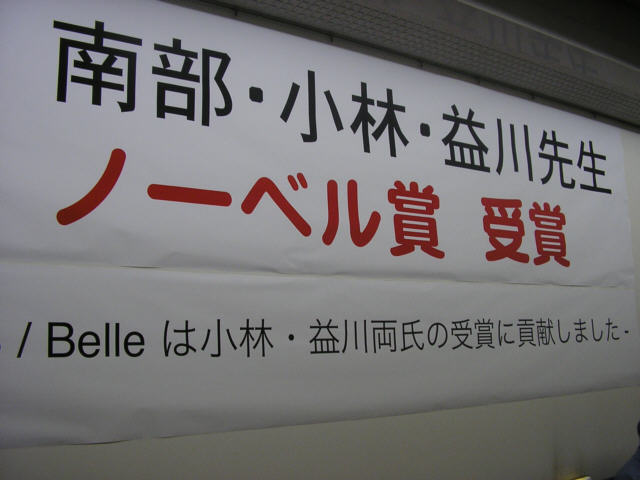 南部・小林・益川先生
ノーベル賞 受賞
/ Belle は小林・益川両氏の受賞に貢献しました -